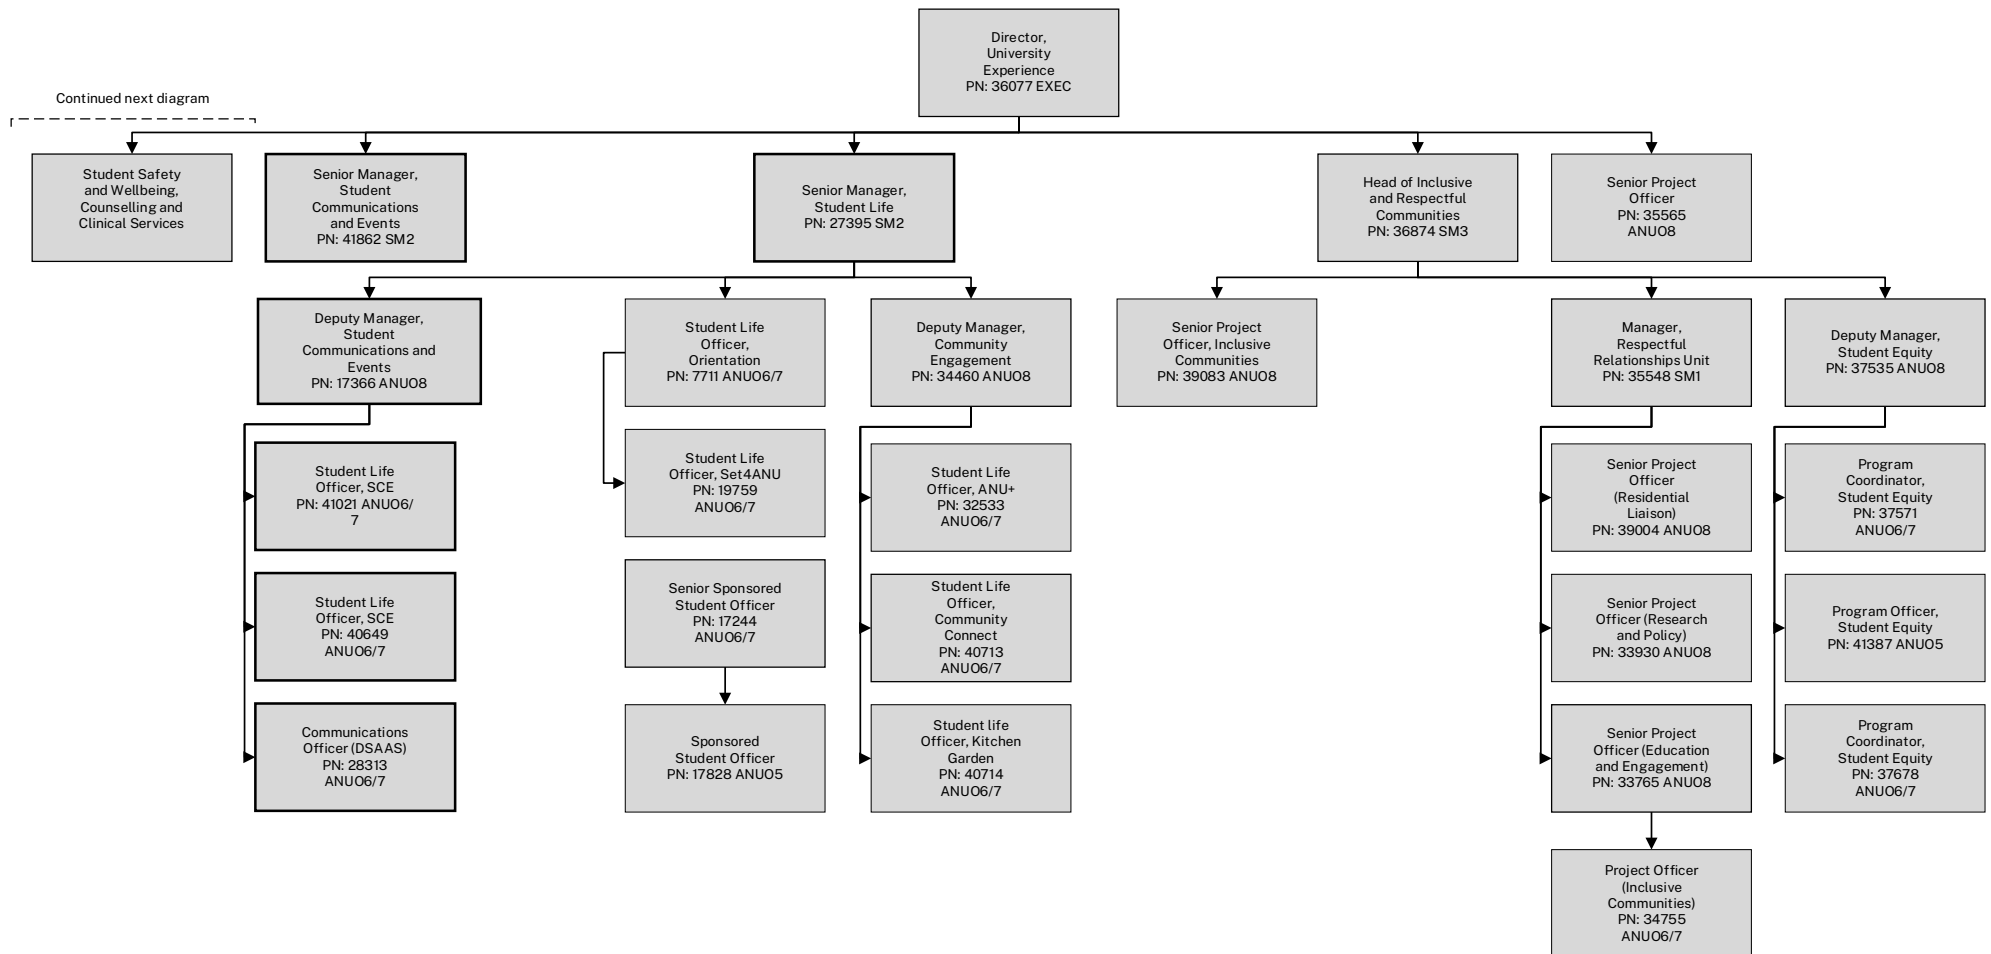 Director,
University
Experience
PN: 36077 EXEC
Continued next diagram
Student Safety
and Wellbeing,
Counselling and
Clinical Services
Senior Manager,
Student
Communications
and Events
PN: 41862 SM2
Senior Manager,
Student Life
PN: 27395 SM2
Head of Inclusive
and Respectful
Communities
PN: 36874 SM3
Senior Project
Officer
PN: 35565
ANUO8
Deputy Manager,
Student
Communications and
Events
PN: 17366 ANUO8
Student Life
Officer,
Orientation
PN: 7711 ANUO6/7
Deputy Manager,
Community
Engagement
PN: 34460 ANUO8
Senior Project
Officer, Inclusive
Communities
PN: 39083 ANUO8
Manager,
Respectful
Relationships Unit
PN: 35548 SM1
Deputy Manager,
Student Equity
PN: 37535 ANUO8
Student Life
Officer, SCE
PN: 41021 ANUO6/
7
Student Life
Officer, Set4ANU
PN: 19759
ANUO6/7
Student Life
Officer, ANU+
PN: 32533
ANUO6/7
Senior Project
Officer
(Residential
Liaison)
PN: 39004 ANUO8
Program
Coordinator,
Student Equity
PN: 37571
ANUO6/7
Student Life
Officer, SCE
PN: 40649
ANUO6/7
Senior Sponsored
Student Officer
PN: 17244
ANUO6/7
Student Life
Officer,
Community
Connect
PN: 40713
ANUO6/7
Senior Project
Officer (Research
and Policy)
PN: 33930 ANUO8
Program Officer,
Student Equity
PN: 41387 ANUO5
Communications
Officer (DSAAS)
PN: 28313
ANUO6/7
Sponsored
Student Officer
PN: 17828 ANUO5
Student life
Officer, Kitchen
Garden
PN: 40714
ANUO6/7
Senior Project
Officer (Education
and Engagement)
PN: 33765 ANUO8
Program
Coordinator,
Student Equity
PN: 37678
ANUO6/7
Project Officer
(Inclusive
Communities)
PN: 34755
ANUO6/7